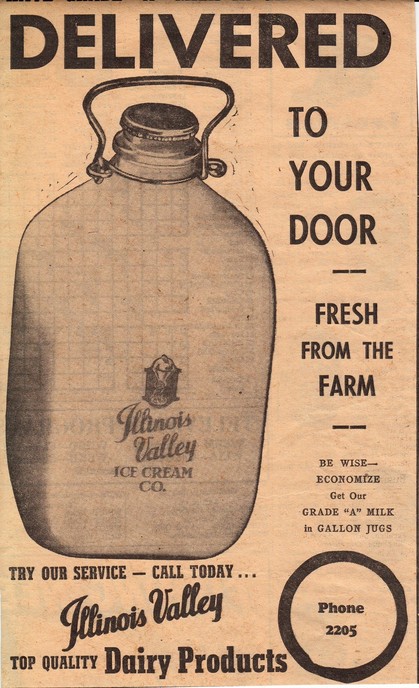 DELIVERED
TO
YOUR
DOOR
FRESH
FROM THE
FARM
BE WISE—
ECONOMIZE
Get Our
GRADE "A" MILK
in GALLON JUGS
Illinois
Valley
ICE CREAM
CO.
TRY OUR SERVICE — CALL TODAY...
Illinois Valley
TOP QUALITY Dairy Products
Phone
2205